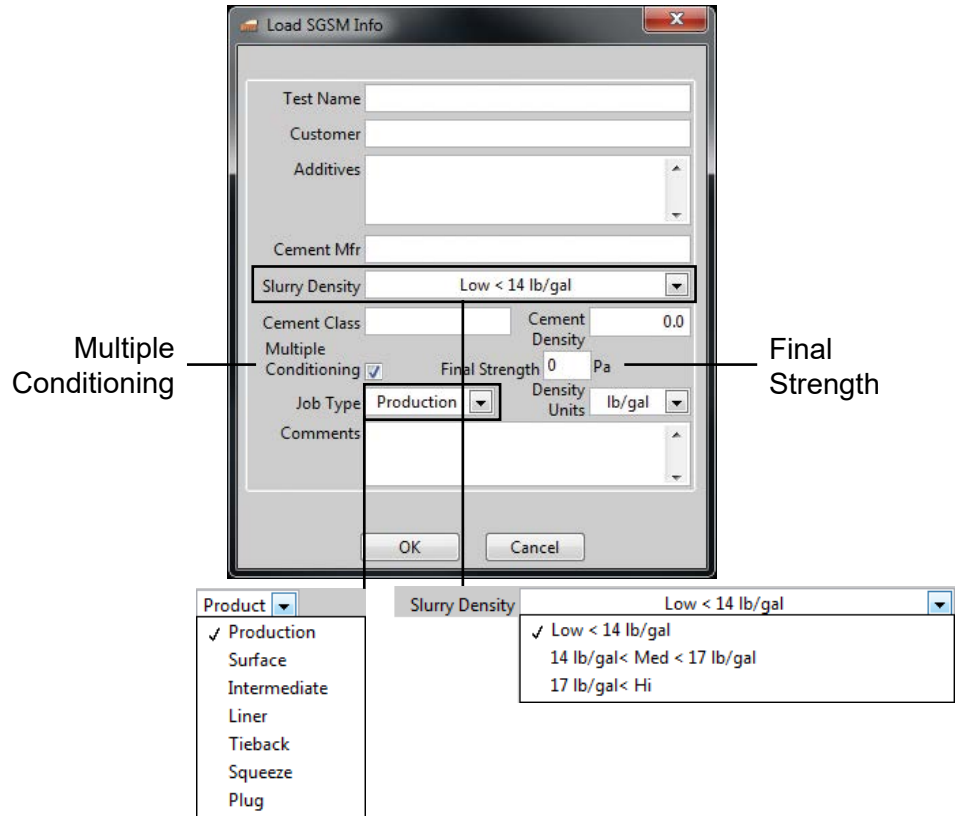 Load SGSM Info
Test Name
Customer
Additives
Cement Mfr
Slurry Density Low < 14 lb/gal
Cement Class
Cement Density 0.0
Multiple Conditioning
Final Strength 0 Pa
Job Type Production
Density Units lb/gal
Comments
OK Cancel
Multiple
Conditioning
Final
Strength
Product
✓ Production
Surface
Intermediate
Liner
Tieback
Squeeze
Plug
Slurry Density Low < 14 lb/gal
✓ Low < 14 lb/gal
14 lb/gal< Med < 17 lb/gal
17 lb/gal< Hi